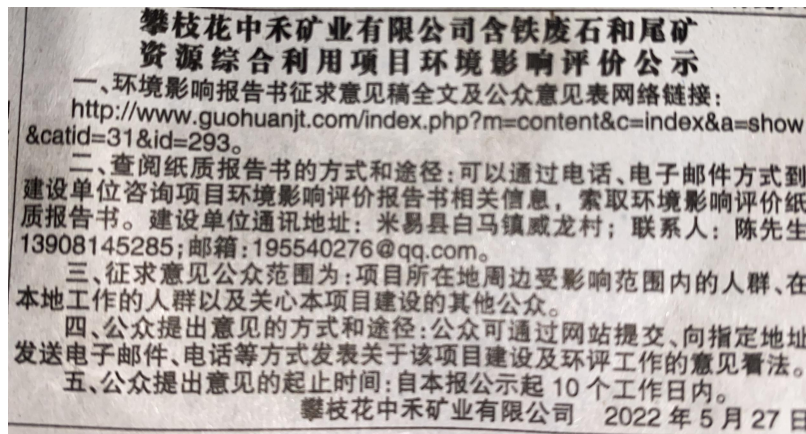 攀枝花中禾矿业有限公司含铁废石和尾矿
资源综合利用项目环境影响评价公示
一、环境影响报告书征求意见稿全文及公众意见表网络链接：
http://www.guohuanjt.com/index.php?m=content&c=index&a=show
&catid=31&id=293。
二、查阅纸质报告书的方式和途径：可以通过电话、电子邮件方式到
建设单位咨询项目环境影响评价报告书相关信息，索取环境影响评价纸
质报告书。建设单位通讯地址：米易县白马镇威龙村；联系人：陈先生
13908145285；邮箱：195540276@qq.com。
三、征求意见公众范围为：项目所在地周边受影响范围内的人群、在
本地工作的人群以及关心本项目建设的其他公众。
四、公众提出意见的方式和途径：公众可通过网站提交、向指定地址
发送电子邮件、电话等方式发表关于该项目建设及环评工作的意见看法。
五、公众提出意见的起止时间：自本报公示起10个工作日内。
攀枝花中禾矿业有限公司 2022年5月27日